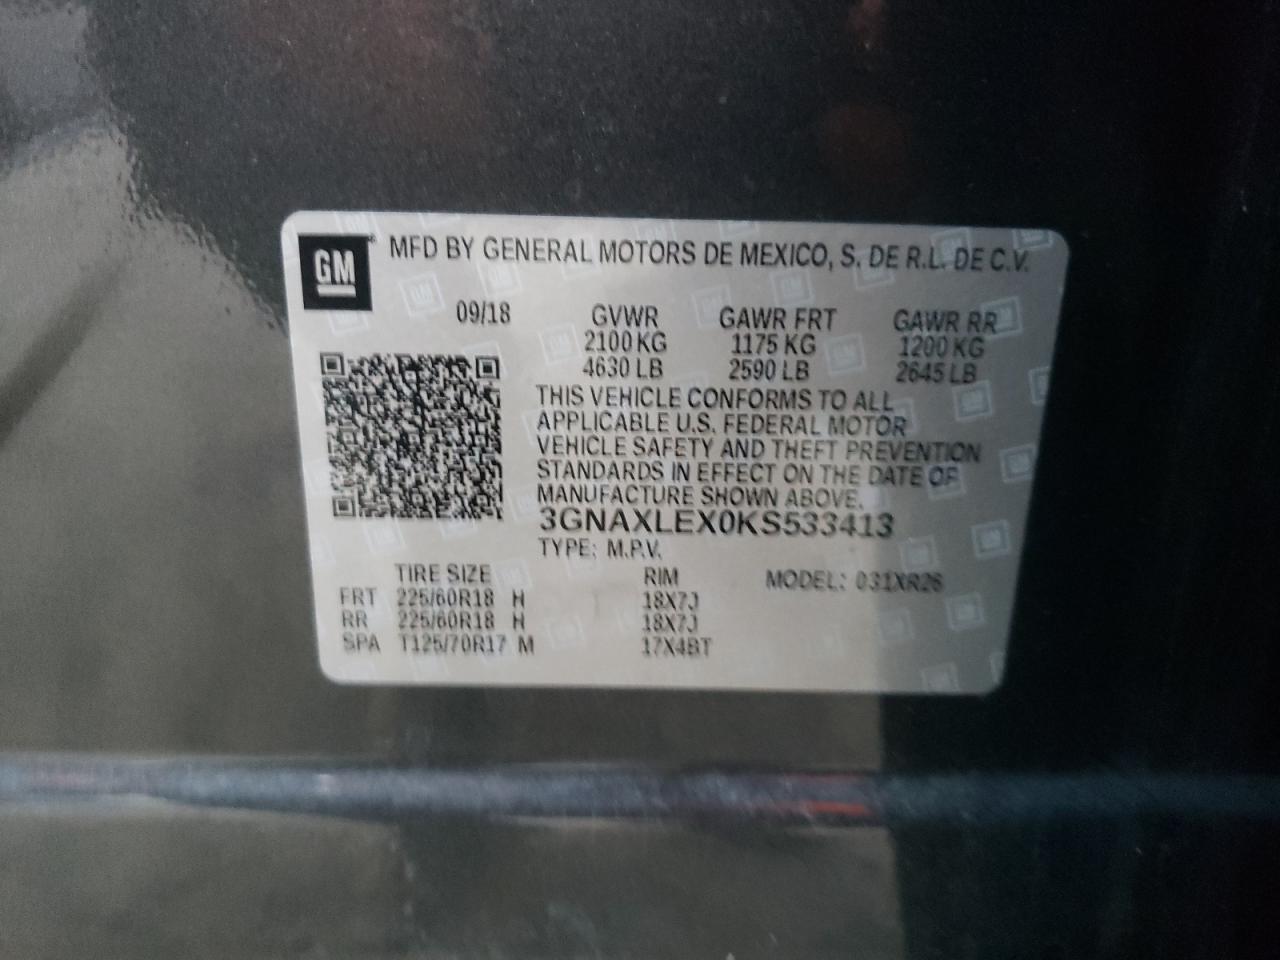 GM
MFD BY GENERAL MOTORS DE MEXICO, S. DE R.L. DE C.V.
09/18 GVWR GAWR FRT GAWR RR
2100 KG 1175 KG 1200 KG
4630 LB 2590 LB 2645 LB
THIS VEHICLE CONFORMS TO ALL
APPLICABLE U.S. FEDERAL MOTOR
VEHICLE SAFETY AND THEFT PREVENTION
STANDARDS IN EFFECT ON THE DATE OF
MANUFACTURE SHOWN ABOVE.
3GNAXLEX0KS533413
TYPE: M.P.V.
TIRE SIZE RIM MODEL: 031XR26
FRT 225/60R18 H 18X7J
RR 225/60R18 H 18X7J
SPA T125/70R17 M 17X4BT